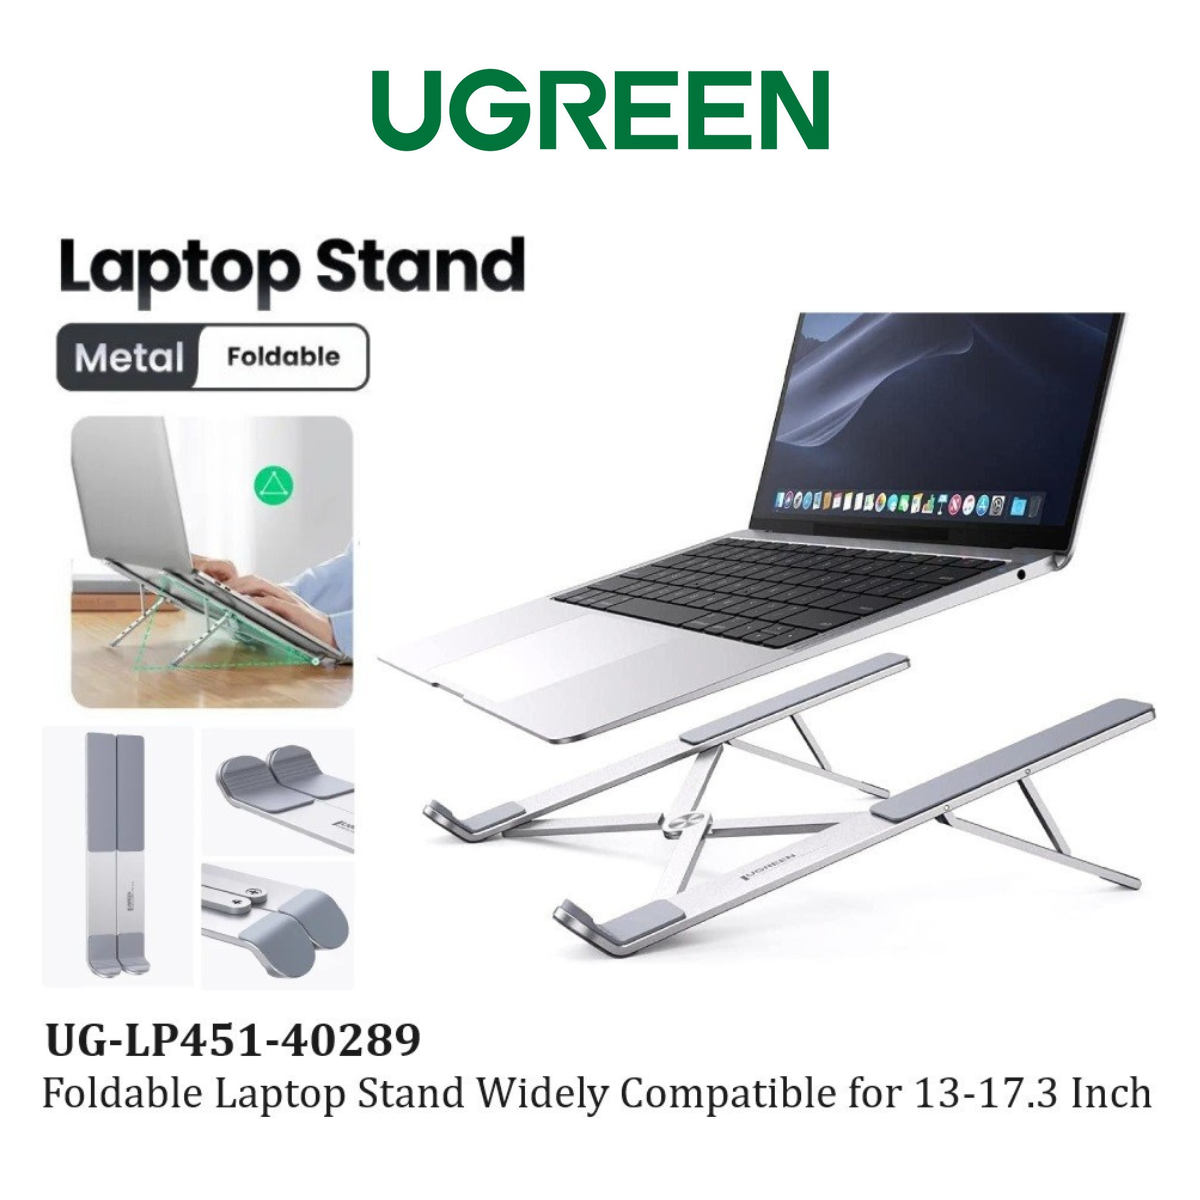 UGREEN
Laptop Stand
Metal Foldable
UGREEN
UG-LP451-40289
Foldable Laptop Stand Widely Compatible for 13-17.3 Inch